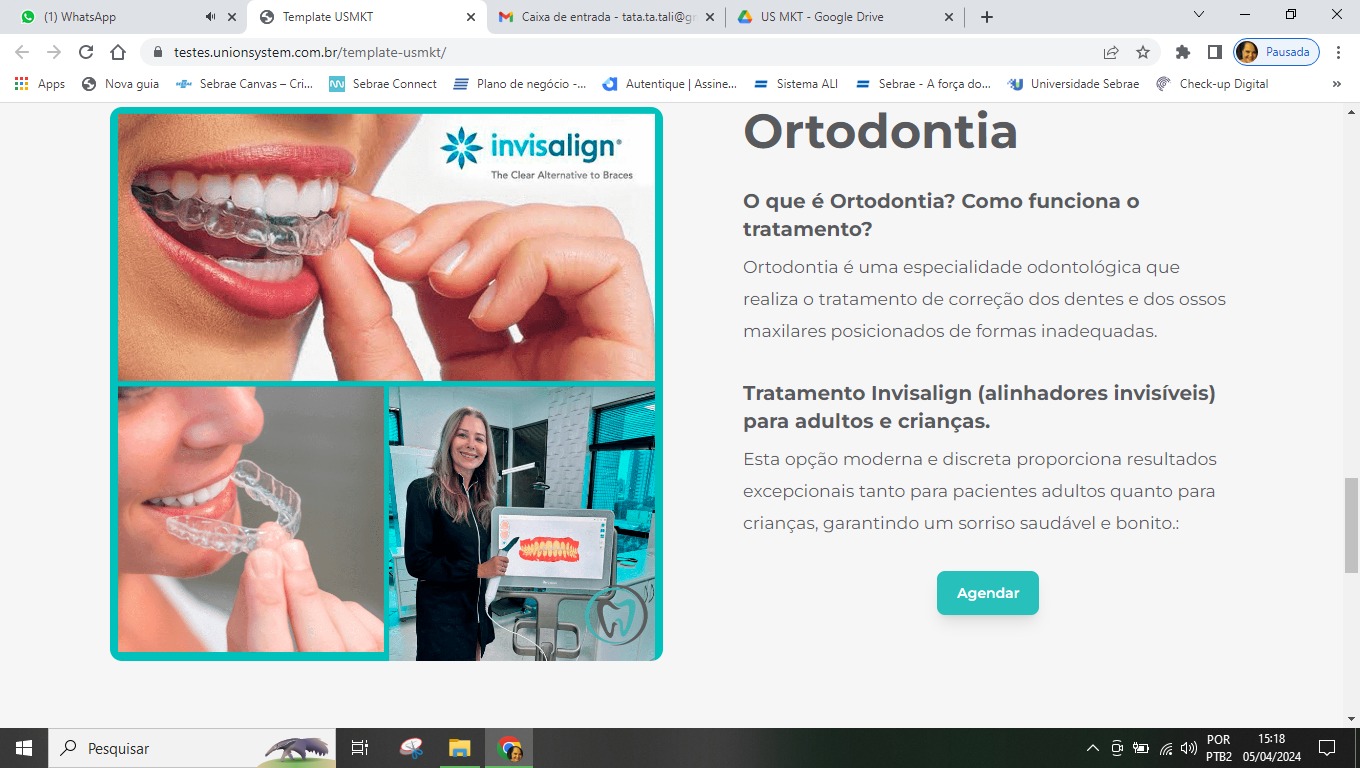 (1) WhatsApp
Template USMKT
Caixa de entrada - tata.ta.tali@gr
US MKT - Google Drive
testes.unionsystem.com.br/template-usmkt/
Pausada
Apps
Nova guia
Sebrae Canvas – Cri...
Sebrae Connect
Plano de negócio -...
Autentique | Assine...
Sistema ALI
Sebrae - A força do...
Universidade Sebrae
Check-up Digital
»
invisalign®
The Clear Alternative to Braces
Ortodontia
O que é Ortodontia? Como funciona o
tratamento?
Ortodontia é uma especialidade odontológica que
realiza o tratamento de correção dos dentes e dos ossos
maxilares posicionados de formas inadequadas.
Tratamento Invisalign (alinhadores invisíveis)
para adultos e crianças.
Esta opção moderna e discreta proporciona resultados
excepcionais tanto para pacientes adultos quanto para
crianças, garantindo um sorriso saudável e bonito.:
Agendar
Pesquisar
POR
PTB2
15:18
05/04/2024